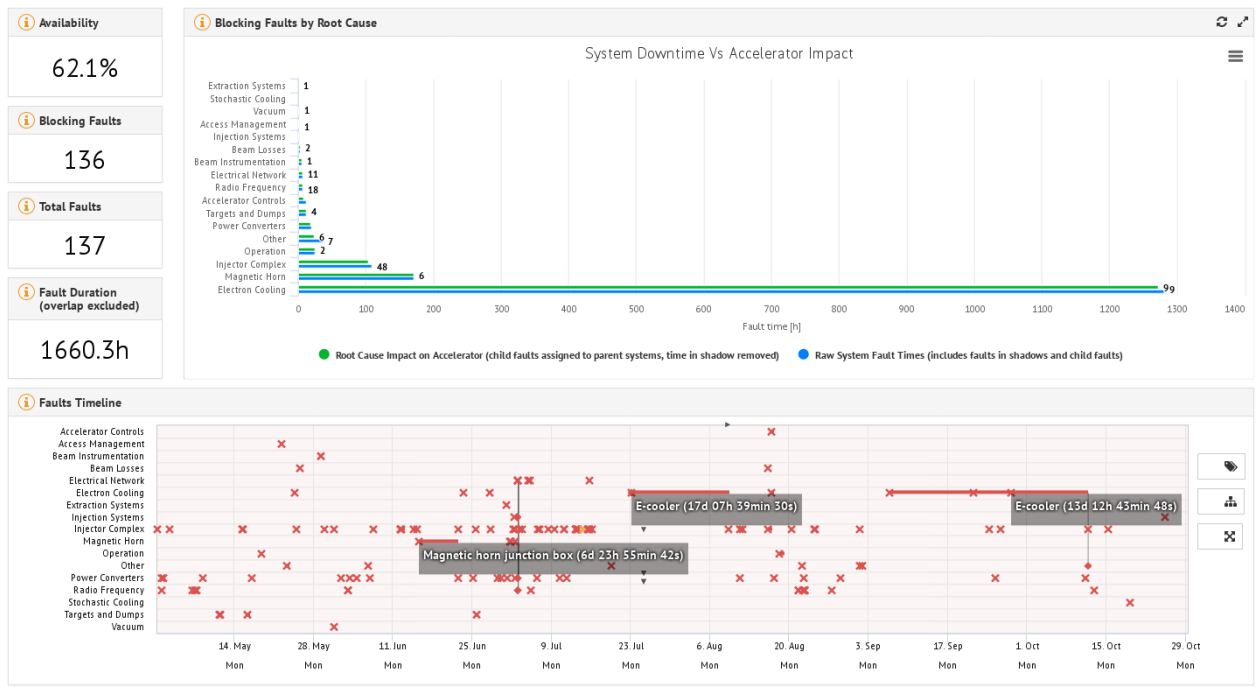 Availability
62.1%
Blocking Faults
136
Total Faults
137
Fault Duration
(overlap excluded)
1660.3h
Blocking Faults by Root Cause
System Downtime Vs Accelerator Impact
Extraction Systems 1
Stochastic Cooling
Vacuum 1
Access Management 1
Injection Systems
Beam Losses 2
Beam Instrumentation 1
Electrical Network 11
Radio Frequency 18
Accelerator Controls
Targets and Dumps 4
Power Converters
Other 6 7
Operation 2
Injector Complex 48
Magnetic Horn 6
Electron Cooling 9 9
0 100 200 300 400 500 600 700 800 900 1000 1100 1200 1300 1400
Fault time [h]
Root Cause Impact on Accelerator (child faults assigned to parent systems, time in shadow removed) Raw System Fault Times (includes faults in shadows and child faults)
Faults Timeline
Accelerator Controls
Access Management
Beam Instrumentation
Beam Losses
Electrical Network
Electron Cooling
Extraction Systems
Injection Systems
Injector Complex
Magnetic Horn
Operation
Other
Power Converters
Radio Frequency
Stochastic Cooling
Targets and Dumps
Vacuum
E-cooler (17d 07h 39min 30s)
E-cooler (13d 12h 43min 48s)
Magnetic horn junction box (6d 23h 55min 42s)
14. May 28. May 11. Jun 25. Jun 9. Jul 23. Jul 6. Aug 20. Aug 3. Sep 17. Sep 1. Oct 15. Oct 29. Oct
Mon Mon Mon Mon Mon Mon Mon Mon Mon Mon Mon Mon Mon